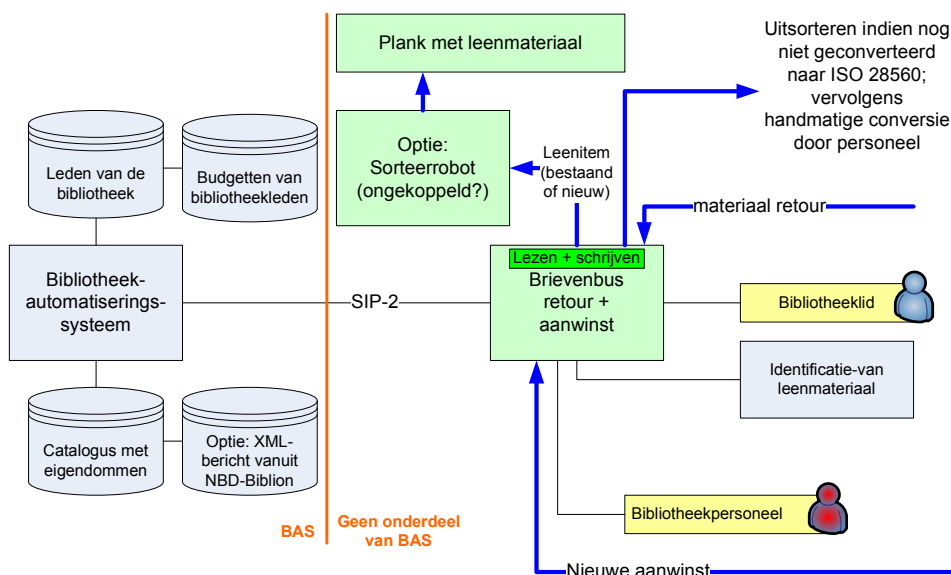 Plank met leenmateriaal
Uitsorteren indien nog
niet geconverteerd
naar ISO 28560;
vervolgens
handmatige conversie
door personeel
Leden van de
bibliotheek
Budgetten van
bibliotheekleden
Optie:
Sorteerrobot
(ongekoppeld?)
Leenitem
(bestaand
of nieuw)
materiaal retour
Bibliotheek-
automatiserings-
systeem
SIP-2
Lezen + schrijven
Brievenbus
retour +
aanwinst
Bibliotheeklid
Identificatie-van
leenmateriaal
Catalogus met
eigendommen
Optie: XML-
bericht vanuit
NBD-Biblion
Bibliotheekpersoneel
BAS
Geen onderdeel
van BAS
Nieuwe aanwinst